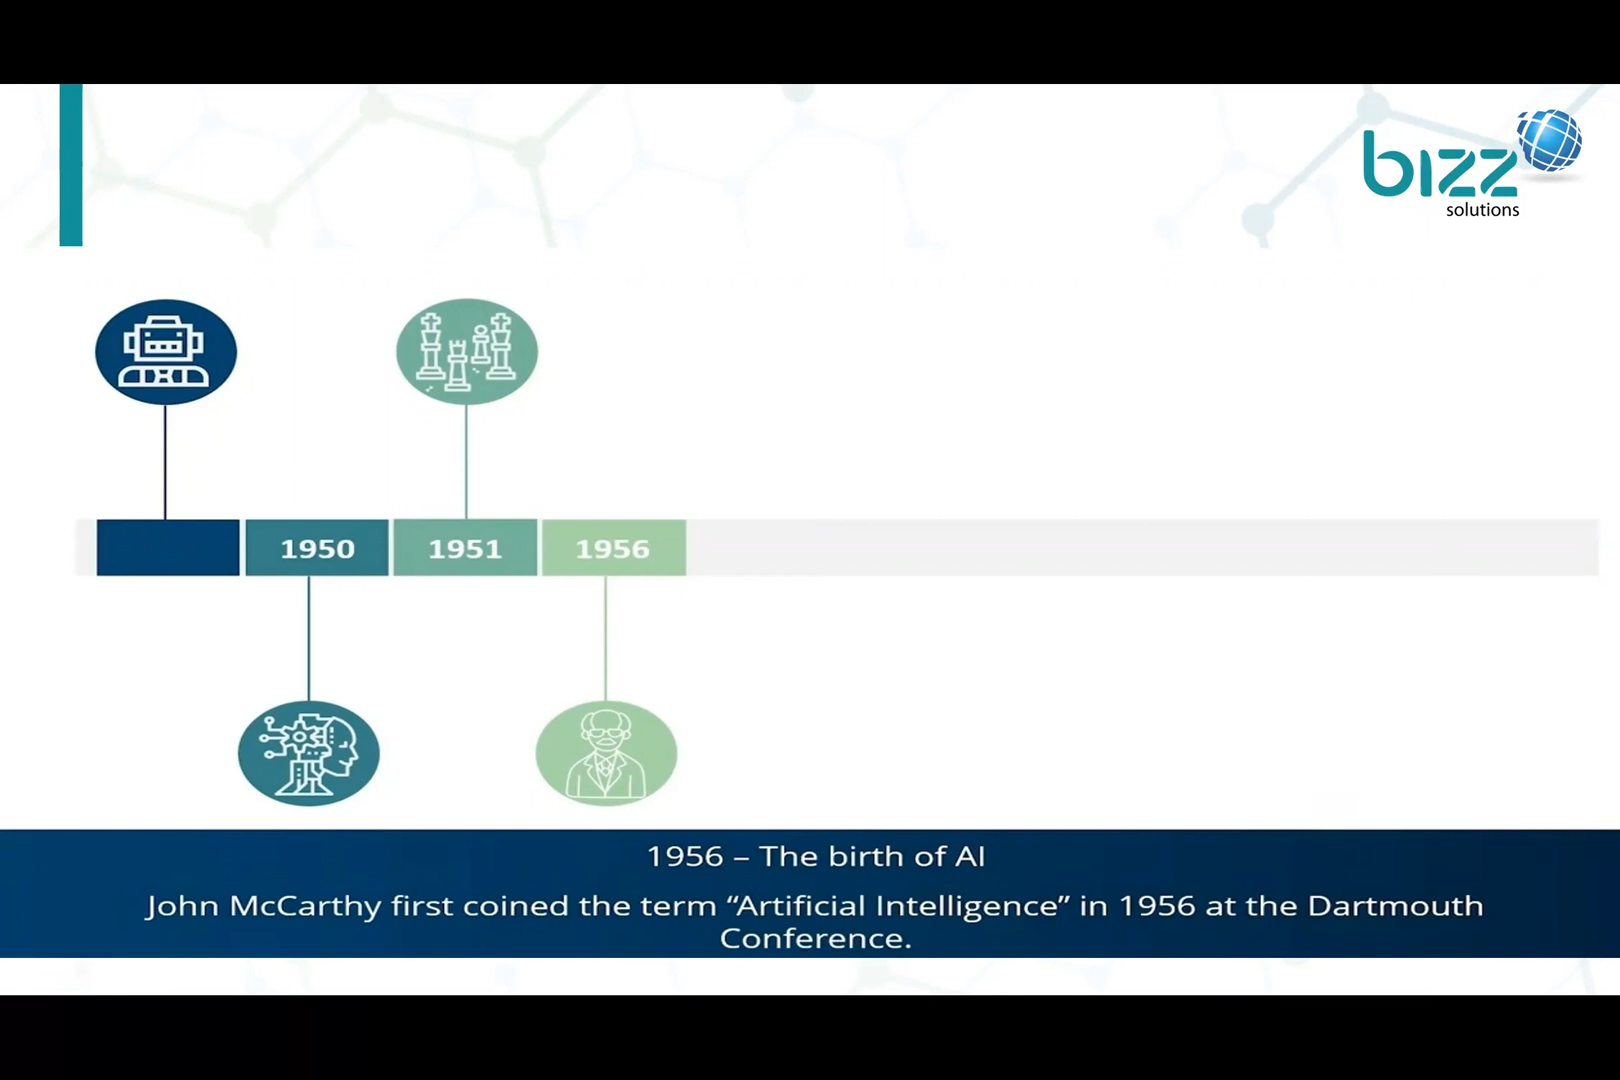 bizz
solutions
1950
1951
1956
1956 – The birth of AI
John McCarthy first coined the term “Artificial Intelligence” in 1956 at the Dartmouth
Conference.